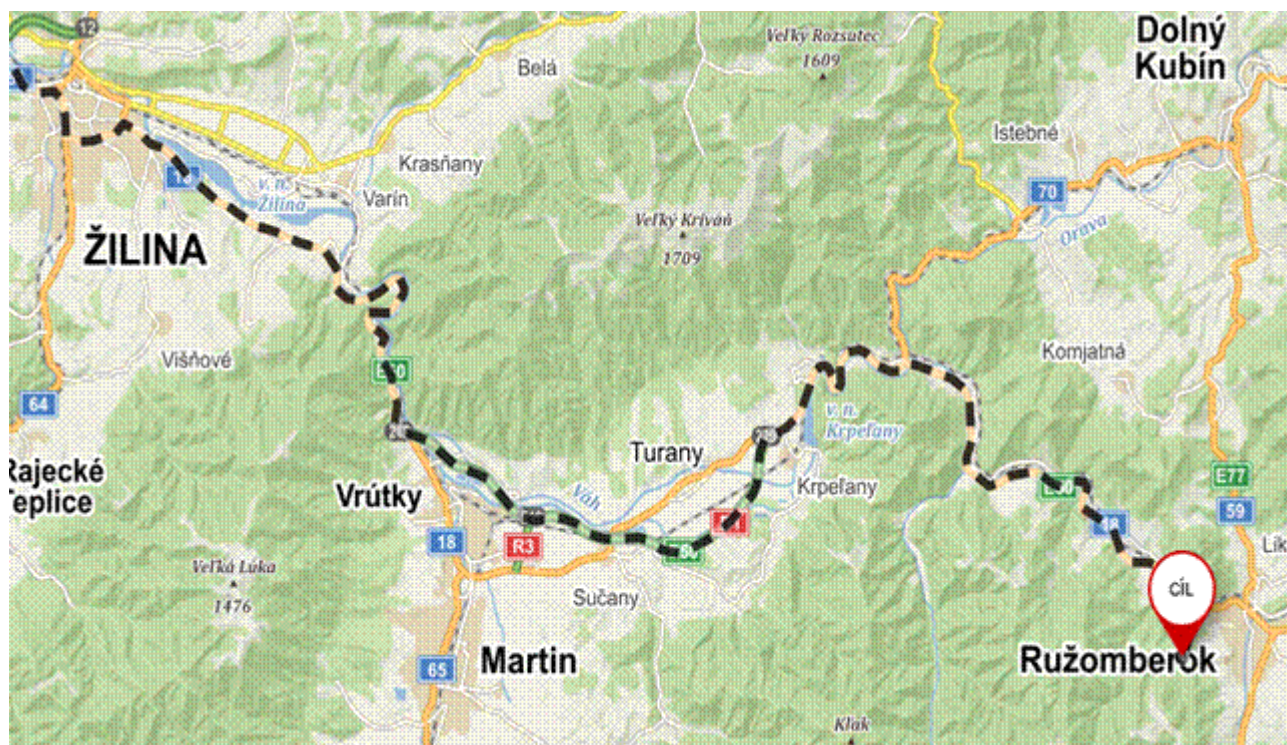 12
Veľký Rozsutec
1609
Dolný
Kubín
Belá
Istebné
Krasňany
Varín
v. n.
Žilina
70
Orava
Veľký Kriváň
1709
ŽILINA
Višňové
Komjatná
64
v. n.
Krpeľany
Rajecké
Teplice
Turany
E77
Vrútky
Váh
Krpeľany
59
18
18
R3
Lík
Veľká Lúka
1476
CÍL
Sučany
Martin
65
Ružomberok
Kľak